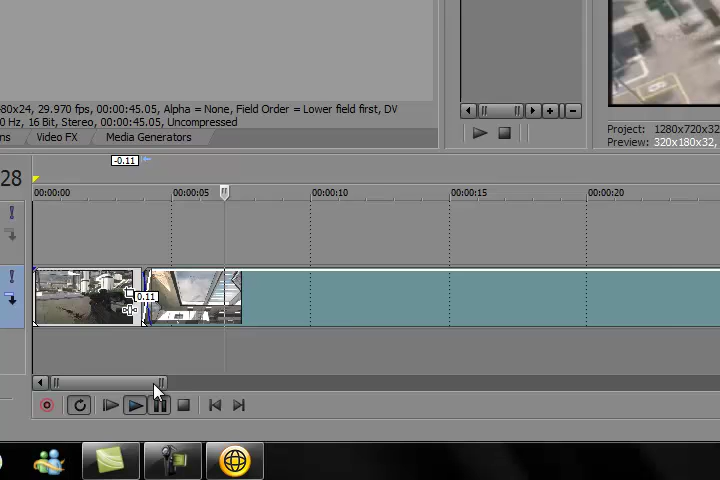 80x24, 29.970 fps, 00:00:45.05, Alpha = None, Field Order = Lower field first, DV
0 Hz, 16 Bit, Stereo, 00:00:45.05, Uncompressed
ns Video FX Media Generators
Project: 1280x720x32
Preview: 320x180x32,
-0.11
28
00:00:00 00:00:05 00:00:10 00:00:15 00:00:20
0.11